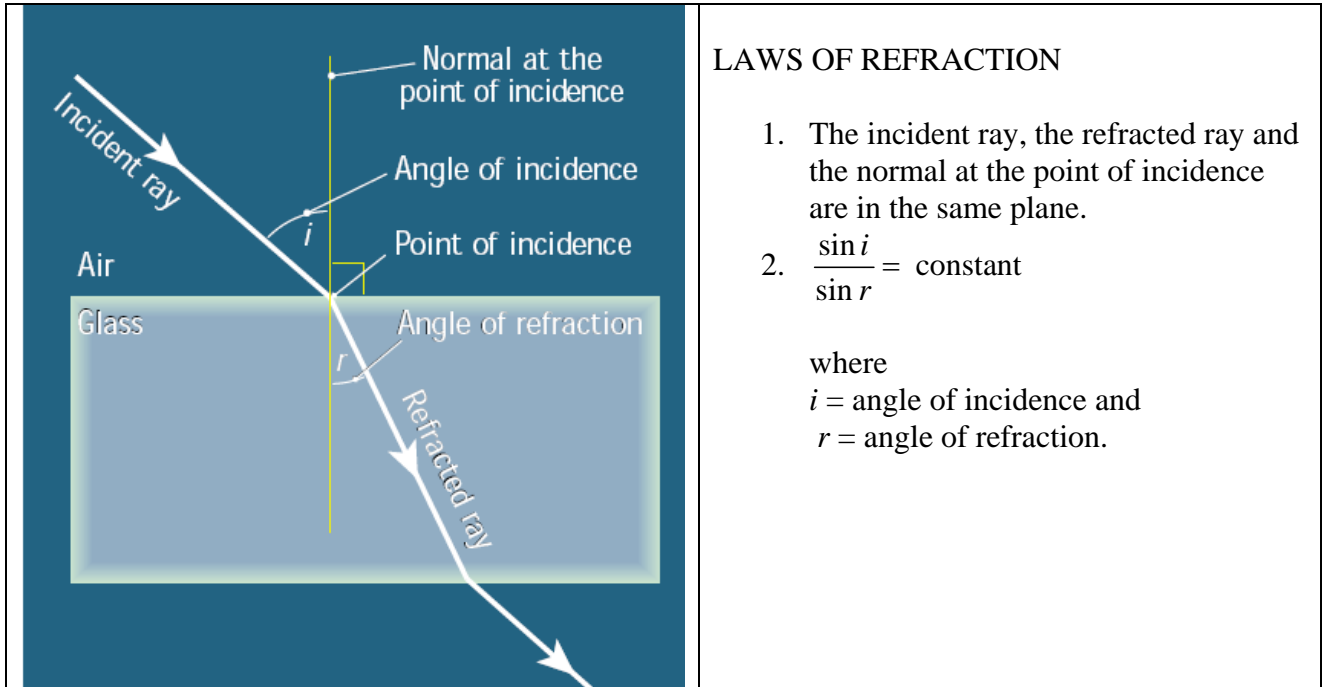 Normal at the
point of incidence
Incident ray
Angle of incidence
i
Point of incidence
Air
Glass
Angle of refraction
r
Refracted ray
LAWS OF REFRACTION
1. The incident ray, the refracted ray and
the normal at the point of incidence
are in the same plane.
2. sin i / sin r = constant
where
i = angle of incidence and
r = angle of refraction.